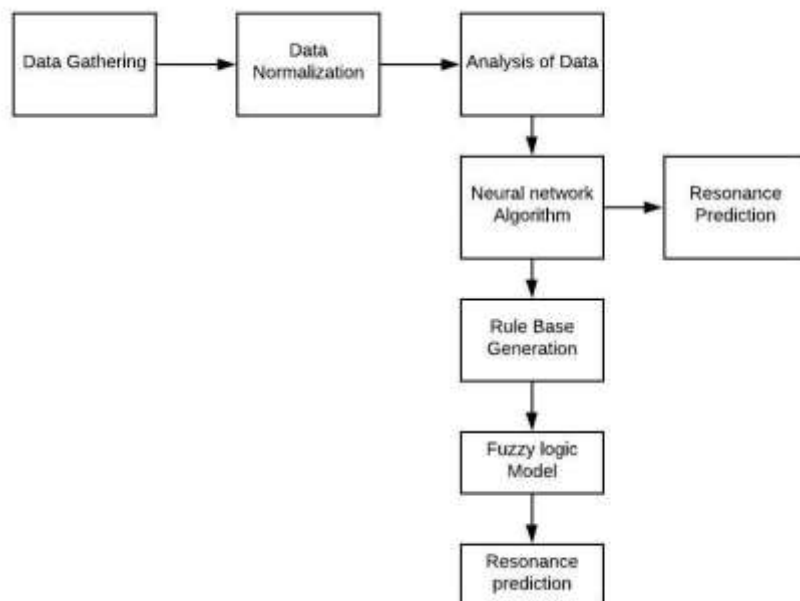 Data Gathering
Data
Normalization
Analysis of Data
Neural network
Algorithm
Resonance
Prediction
Rule Base
Generation
Fuzzy logic
Model
Resonance
prediction